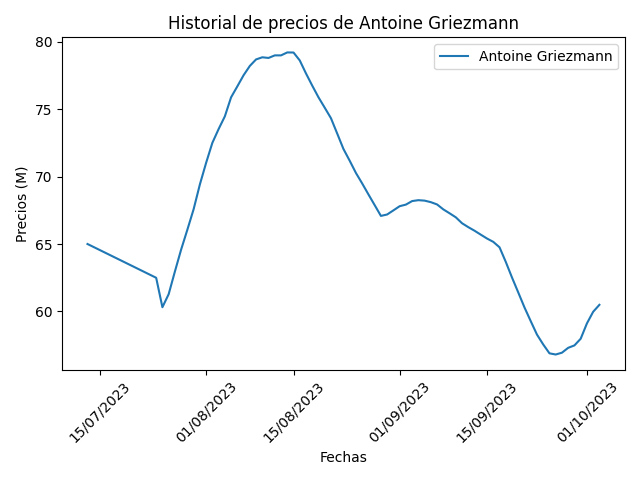 Historial de precios de Antoine Griezmann
Antoine Griezmann
80
75
70
65
60
Precios (M)
15/07/2023
01/08/2023
15/08/2023
01/09/2023
15/09/2023
01/10/2023
Fechas